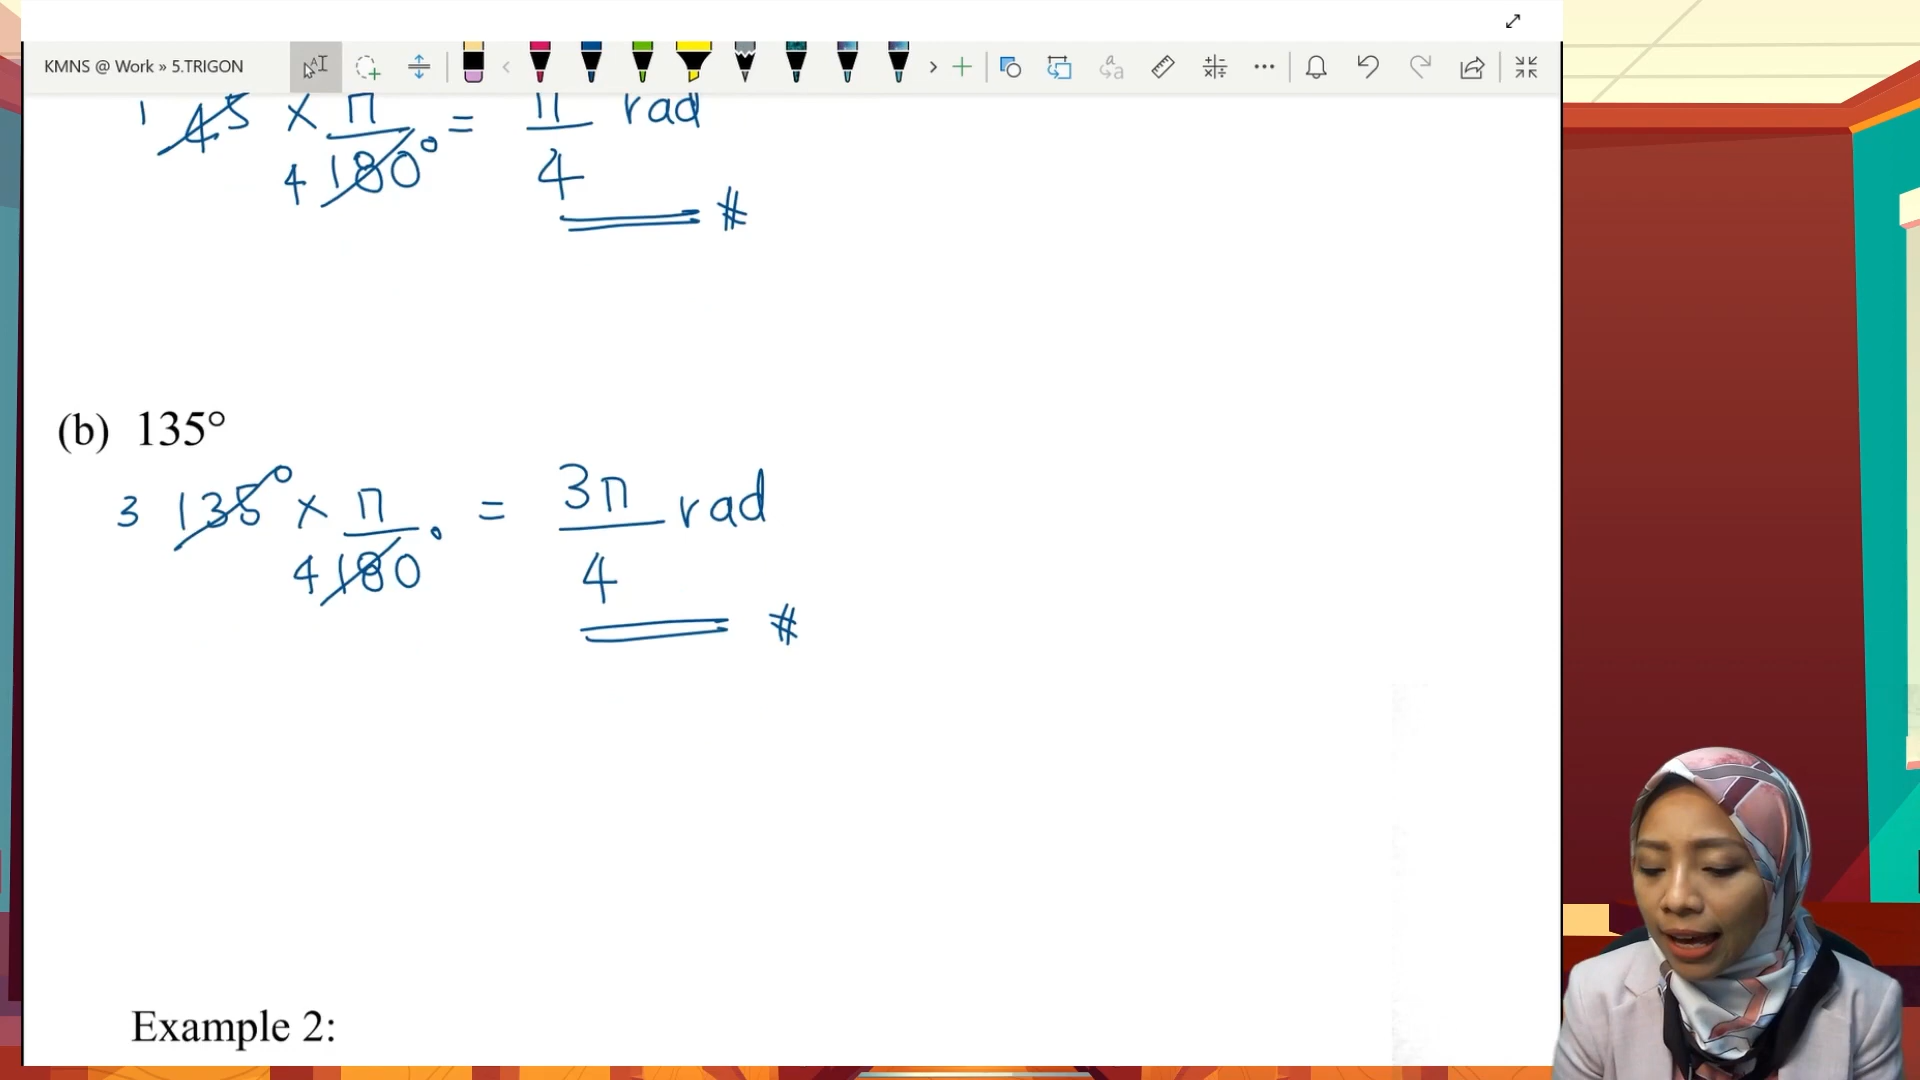 KMNS @ Work » 5.TRIGON
1 45 × π/4 180° = π/4 rad #
(b) 135°
3 135° × π/4 180° = 3π/4 rad #
Example 2: